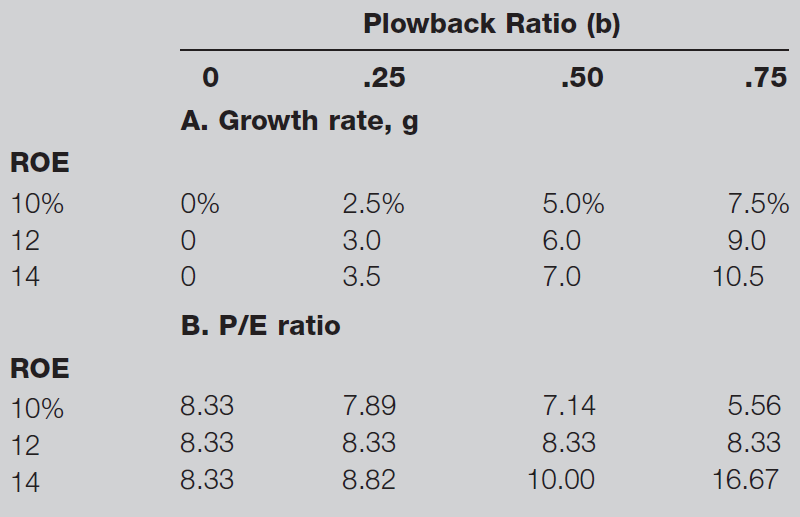 Plowback Ratio (b)
0 .25 .50 .75
A. Growth rate, g
ROE
10% 0% 2.5% 5.0% 7.5%
12 0 3.0 6.0 9.0
14 0 3.5 7.0 10.5
B. P/E ratio
ROE
10% 8.33 7.89 7.14 5.56
12 8.33 8.33 8.33 8.33
14 8.33 8.82 10.00 16.67